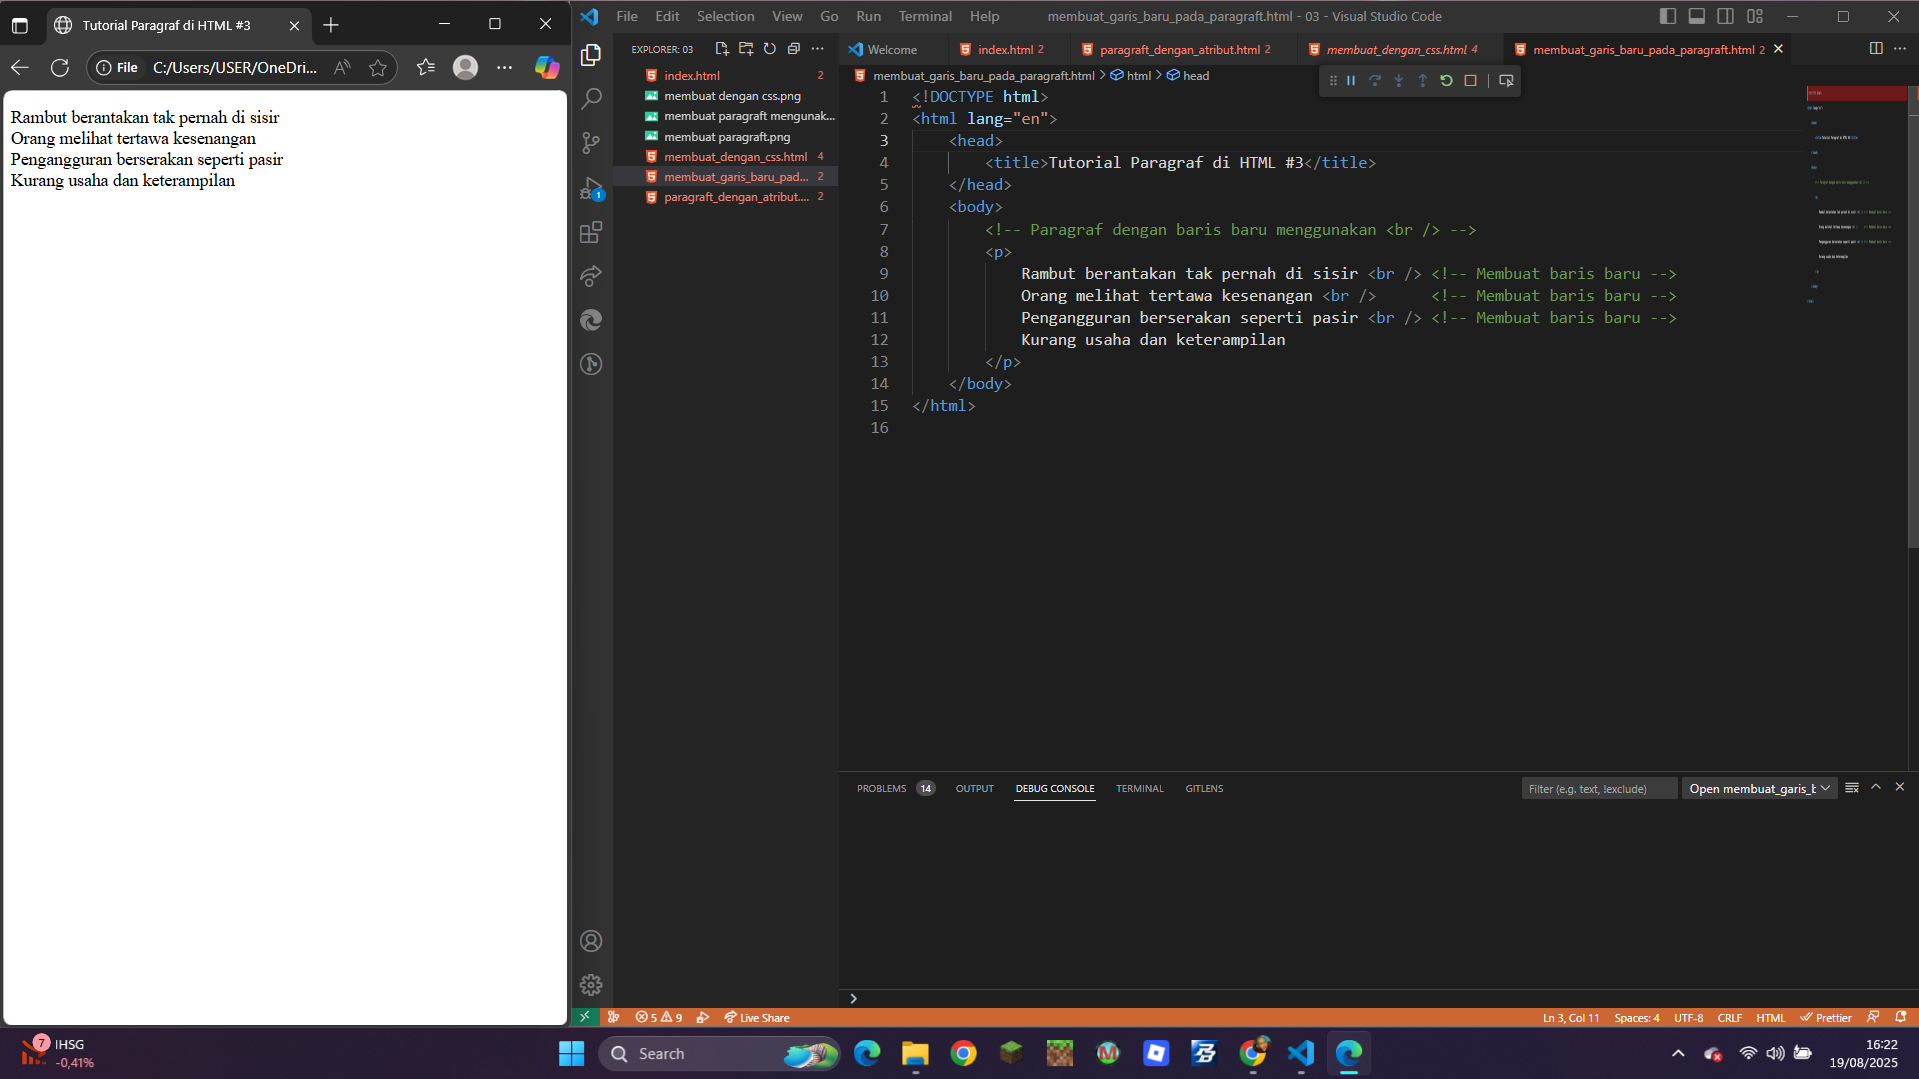 Tutorial Paragraf di HTML #3
File C:/Users/USER/OneDri...
Rambut berantakan tak pernah di sisir
Orang melihat tertawa kesenangan
Pengangguran berserakan seperti pasir
Kurang usaha dan keterampilan
File Edit Selection View Go Run Terminal Help
membuat_garis_baru_pada_paragraft.html - 03 - Visual Studio Code
EXPLORER: 03
index.html 2
membuat dengan css.png
membuat paragraft mengunak...
membuat paragraft.png
membuat_dengan_css.html 4
membuat_garis_baru_pad... 2
paragraft_dengan_atribut.... 2
1
Welcome
index.html 2
paragraft_dengan_atribut.html 2
membuat_dengan_css.html 4
membuat_garis_baru_pada_paragraft.html 2
membuat_garis_baru_pada_paragraft.html > html > head
1 <!DOCTYPE html>
2 <html lang="en">
3 <head>
4 <title>Tutorial Paragraf di HTML #3</title>
5 </head>
6 <body>
7 <!-- Paragraf dengan baris baru menggunakan <br /> -->
8 <p>
9 Rambut berantakan tak pernah di sisir <br /> <!-- Membuat baris baru -->
10 Orang melihat tertawa kesenangan <br /> <!-- Membuat baris baru -->
11 Pengangguran berserakan seperti pasir <br /> <!-- Membuat baris baru -->
12 Kurang usaha dan keterampilan
13 </p>
14 </body>
15 </html>
16
PROBLEMS 14 OUTPUT DEBUG CONSOLE TERMINAL GITLENS
Filter (e.g. text, !exclude)
Open membuat_garis_b
5 9 Live Share
Ln 3, Col 11 Spaces: 4 UTF-8 CRLF HTML Prettier
7 IHSG
-0,41%
Search
16:22
19/08/2025